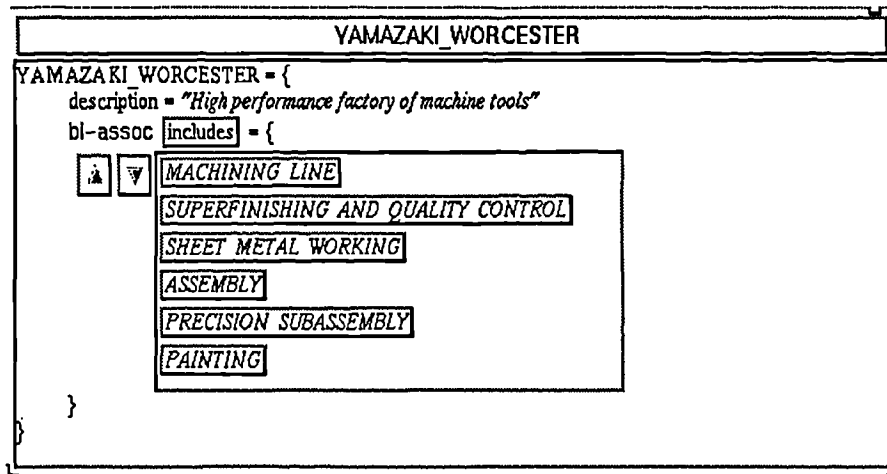 YAMAZAKI_WORCESTER
YAMAZAKI_WORCESTER = {
description = "High performance factory of machine tools"
bi-assoc includes = {
MACHINING LINE
SUPERFINISHING AND QUALITY CONTROL
SHEET METAL WORKING
ASSEMBLY
PRECISION SUBASSEMBLY
PAINTING
}
}